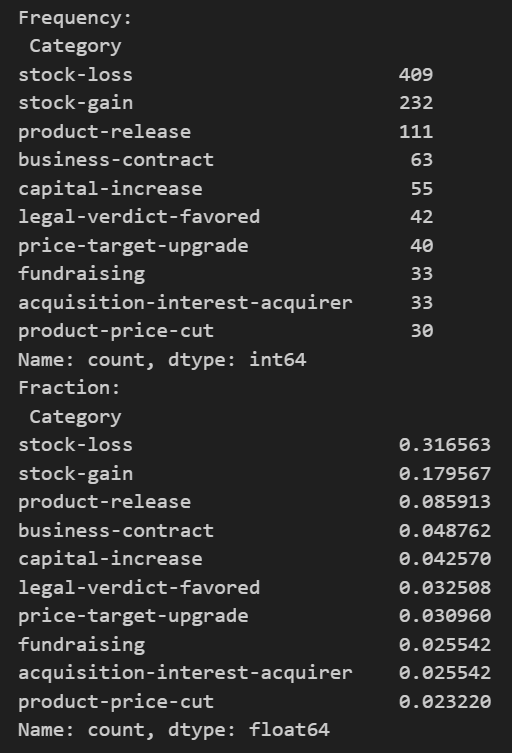 Frequency:
Category
stock-loss 409
stock-gain 232
product-release 111
business-contract 63
capital-increase 55
legal-verdict-favored 42
price-target-upgrade 40
fundraising 33
acquisition-interest-acquirer 33
product-price-cut 30
Name: count, dtype: int64
Fraction:
Category
stock-loss 0.316563
stock-gain 0.179567
product-release 0.085913
business-contract 0.048762
capital-increase 0.042570
legal-verdict-favored 0.032508
price-target-upgrade 0.030960
fundraising 0.025542
acquisition-interest-acquirer 0.025542
product-price-cut 0.023220
Name: count, dtype: float64